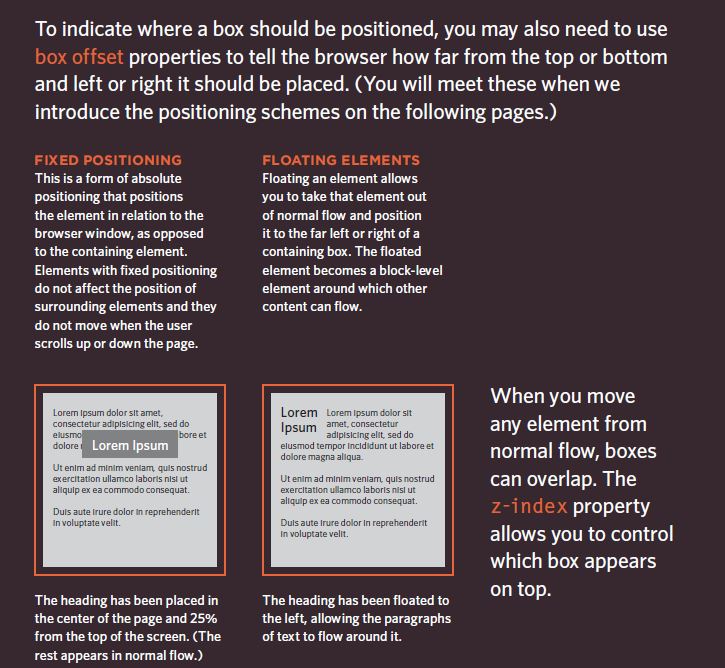 To indicate where a box should be positioned, you may also need to use
box offset properties to tell the browser how far from the top or bottom
and left or right it should be placed. (You will meet these when we
introduce the positioning schemes on the following pages.)
FIXED POSITIONING
This is a form of absolute
positioning that positions
the element in relation to the
browser window, as opposed
to the containing element.
Elements with fixed positioning
do not affect the position of
surrounding elements and they
do not move when the user
scrolls up or down the page.
FLOATING ELEMENTS
Floating an element allows
you to take that element out
of normal flow and position
it to the far left or right of a
containing box. The floated
element becomes a block-level
element around which other
content can flow.
Lorem ipsum dolor sit amet,
consectetur adipisicing elit, sed do
eiusmo bore et
dolore
Lorem Ipsum
Ut enim ad minim veniam, quis nostrud
exercitation ullamco laboris nisi ut
aliquip ex ea commodo consequat.
Duis aute irure dolor in reprehenderit
in voluptate velit.
The heading has been placed in
the center of the page and 25%
from the top of the screen. (The
rest appears in normal flow.)
Lorem
Ipsum
Lorem ipsum dolor sit
amet, consectetur
adipisicing elit, sed do
eiusmod tempor incididunt ut labore et
dolore magna aliqua.
Ut enim ad minim veniam, quis nostrud
exercitation ullamco laboris nisi ut
aliquip ex ea commodo consequat.
Duis aute irure dolor in reprehenderit
in voluptate velit.
The heading has been floated to
the left, allowing the paragraphs
of text to flow around it.
When you move
any element from
normal flow, boxes
can overlap. The
z-index property
allows you to control
which box appears
on top.